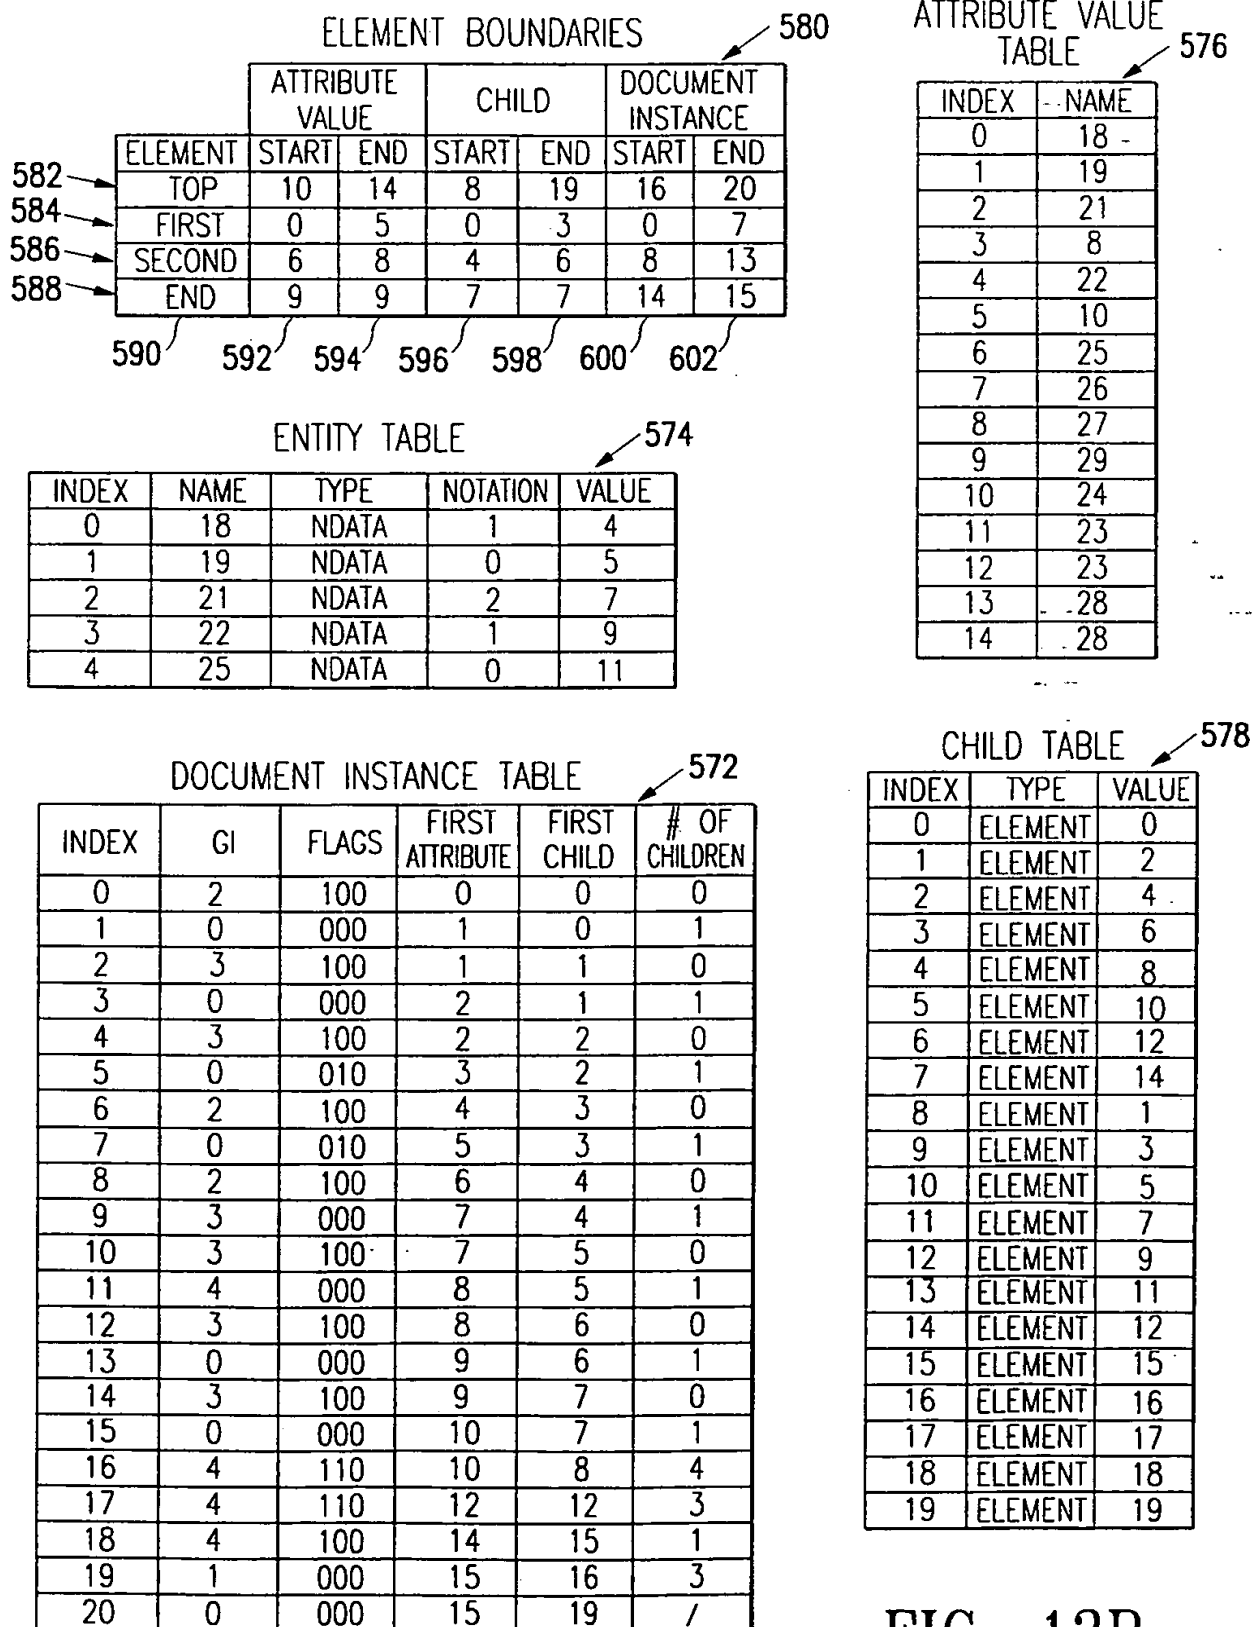 ELEMENT BOUNDARIES
580
ATTRIBUTE VALUE CHILD DOCUMENT INSTANCE
ELEMENT START END START END START END
582 TOP 10 14 8 19 16 20
584 FIRST 0 5 0 3 0 7
586 SECOND 6 8 4 6 8 13
588 END 9 9 7 7 14 15
590 592 594 596 598 600 602
ATTRIBUTE VALUE
TABLE
576
INDEX NAME
0 18
1 19
2 21
3 8
4 22
5 10
6 25
7 26
8 27
9 29
10 24
11 23
12 23
13 28
14 28
ENTITY TABLE
574
INDEX NAME TYPE NOTATION VALUE
0 18 NDATA 1 4
1 19 NDATA 0 5
2 21 NDATA 2 7
3 22 NDATA 1 9
4 25 NDATA 0 11
DOCUMENT INSTANCE TABLE
572
INDEX GI FLAGS FIRST ATTRIBUTE FIRST CHILD # OF CHILDREN
0 2 100 0 0 0
1 0 000 1 0 1
2 3 100 1 1 0
3 0 000 2 1 1
4 3 100 2 2 0
5 0 010 3 2 1
6 2 100 4 3 0
7 0 010 5 3 1
8 2 100 6 4 0
9 3 000 7 4 1
10 3 100 7 5 0
11 4 000 8 5 1
12 3 100 8 6 0
13 0 000 9 6 1
14 3 100 9 7 0
15 0 000 10 7 1
16 4 110 10 8 4
17 4 110 12 12 3
18 4 100 14 15 1
19 1 000 15 16 3
20 0 000 15 19 /
CHILD TABLE
578
INDEX TYPE VALUE
0 ELEMENT 0
1 ELEMENT 2
2 ELEMENT 4
3 ELEMENT 6
4 ELEMENT 8
5 ELEMENT 10
6 ELEMENT 12
7 ELEMENT 14
8 ELEMENT 1
9 ELEMENT 3
10 ELEMENT 5
11 ELEMENT 7
12 ELEMENT 9
13 ELEMENT 11
14 ELEMENT 12
15 ELEMENT 15
16 ELEMENT 16
17 ELEMENT 17
18 ELEMENT 18
19 ELEMENT 19